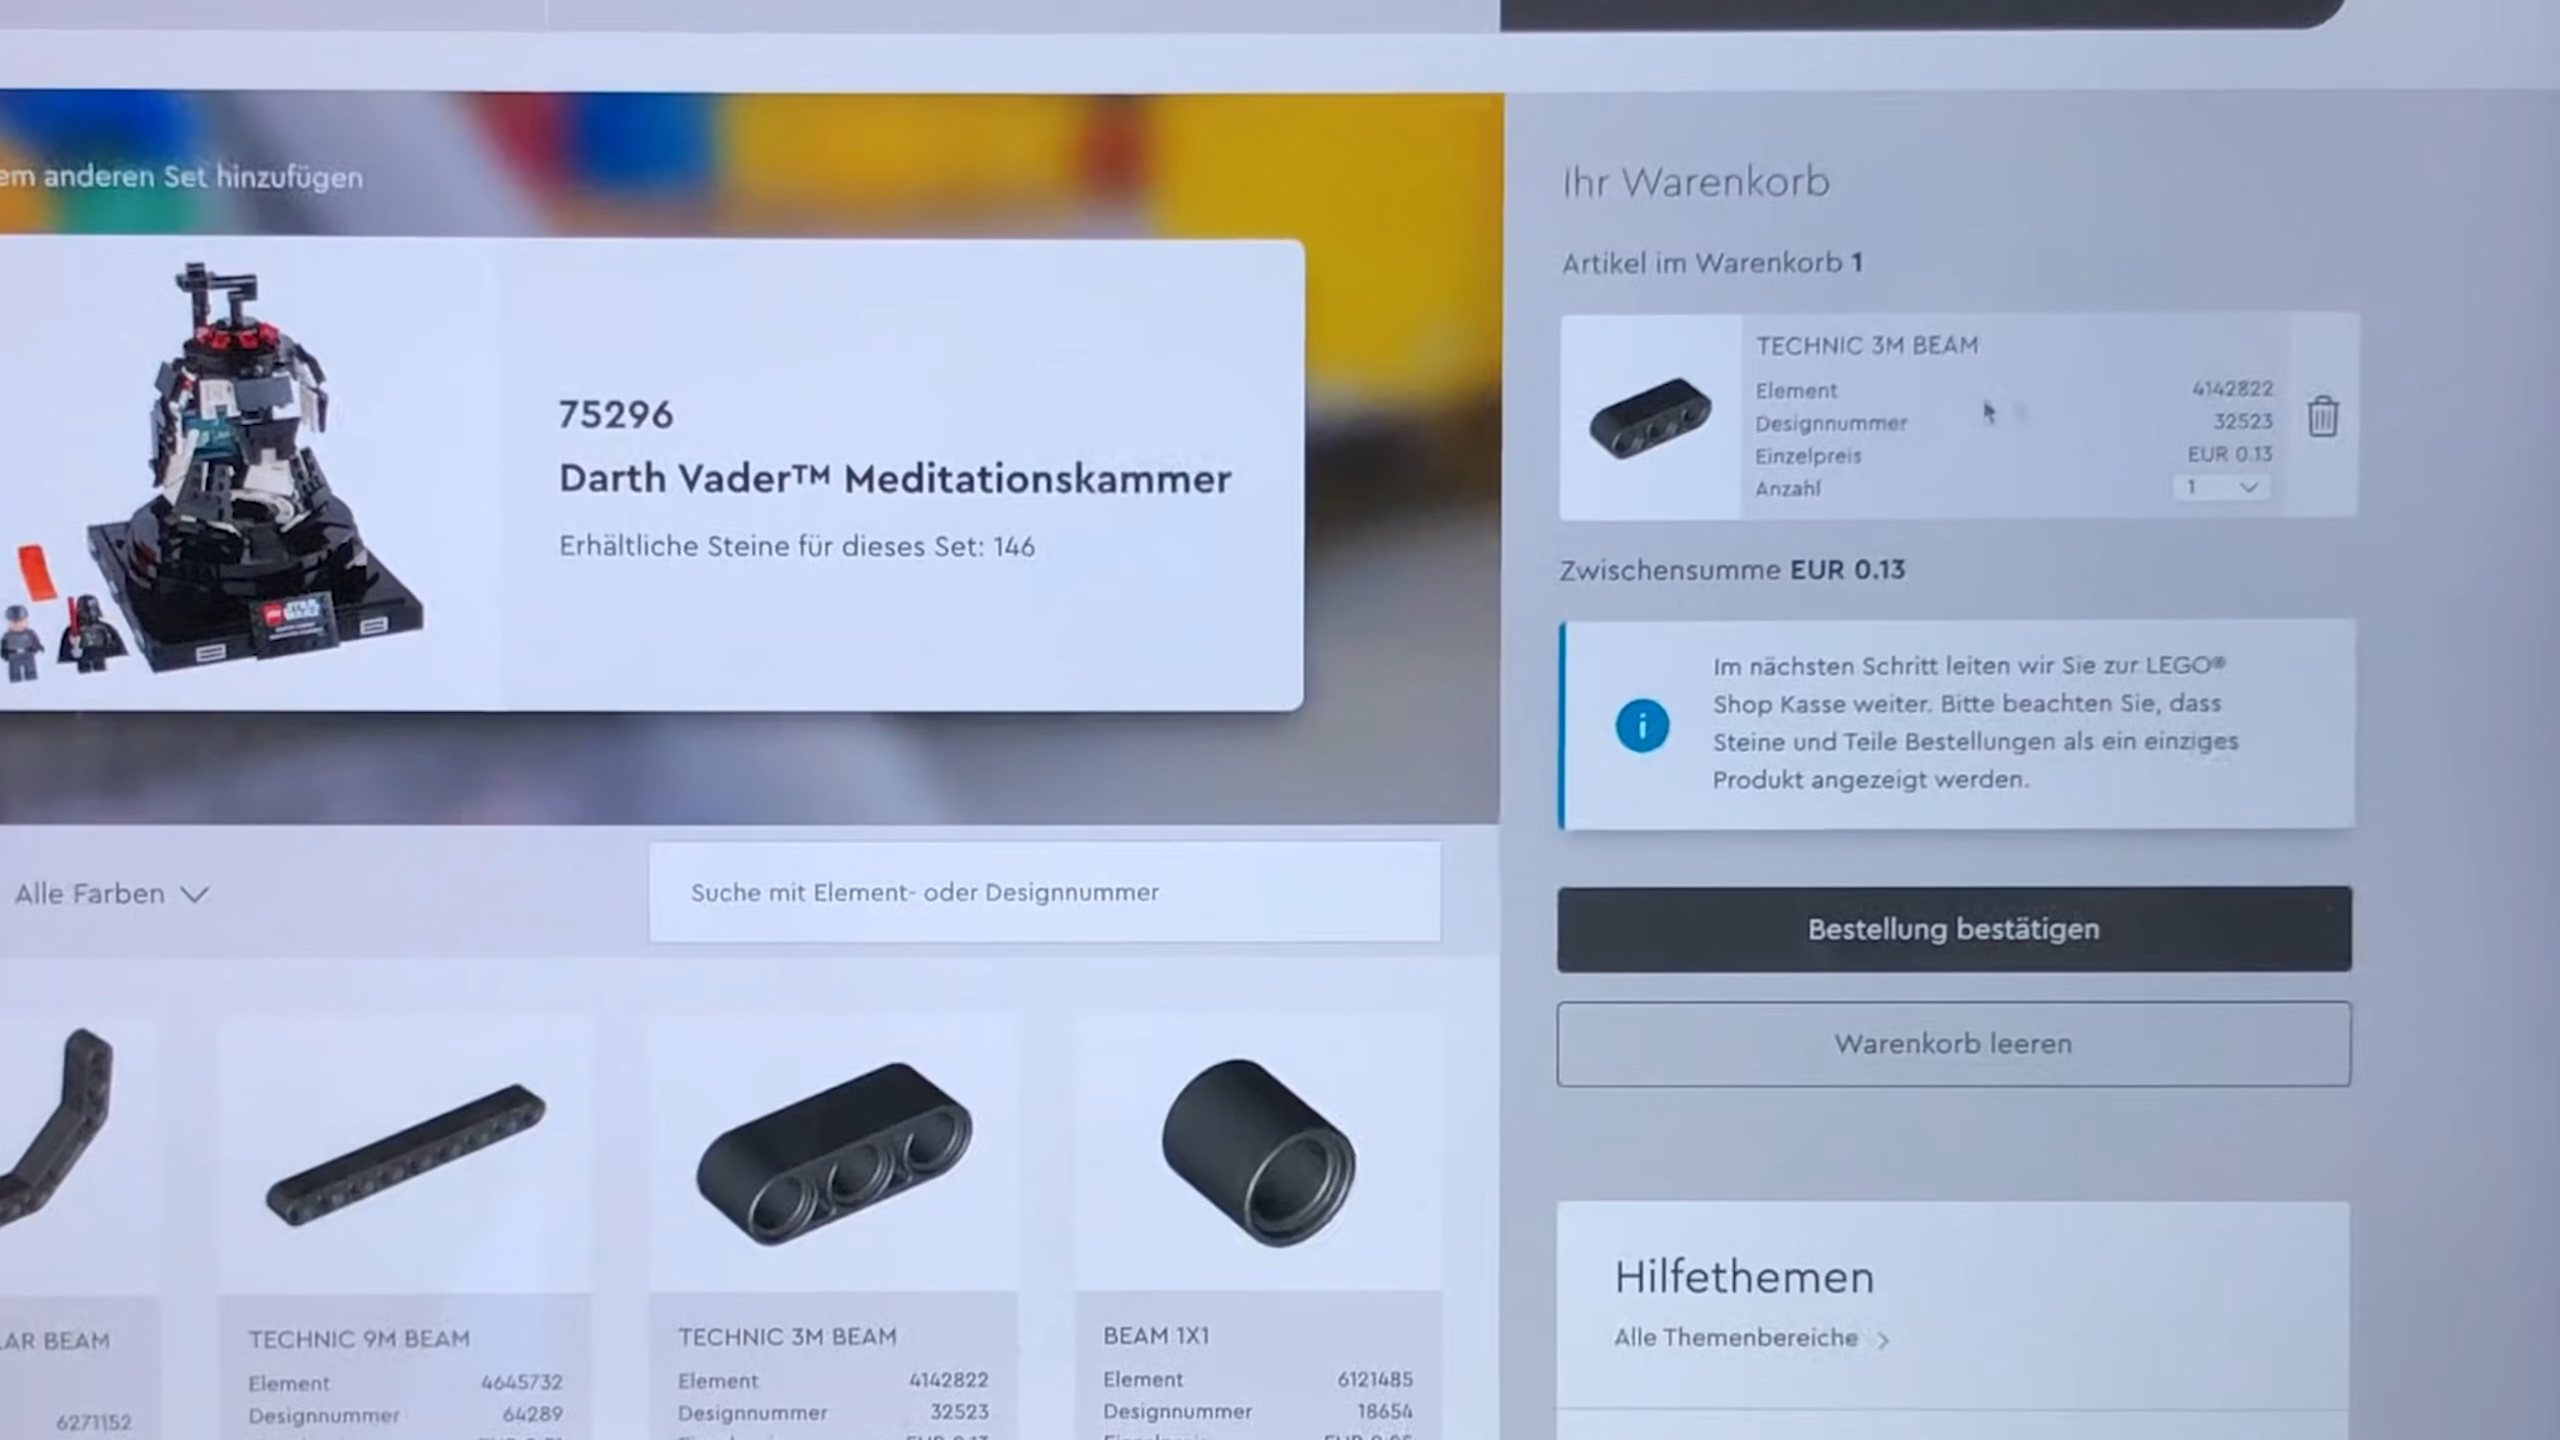 em anderen Set hinzufügen
75296
Darth Vader™ Meditationskammer
Erhältliche Steine für dieses Set: 146
Alle Farben
Suche mit Element- oder Designnummer
LAR BEAM
6271152
TECHNIC 9M BEAM
Element 4645732
Designnummer 64289
TECHNIC 3M BEAM
Element 4142822
Designnummer 32523
BEAM 1X1
Element 6121485
Designnummer 18654
Ihr Warenkorb
Artikel im Warenkorb 1
TECHNIC 3M BEAM
Element 4142822
Designnummer 32523
Einzelpreis EUR 0.13
Anzahl 1
Zwischensumme EUR 0.13
Im nächsten Schritt leiten wir Sie zur LEGO®
Shop Kasse weiter. Bitte beachten Sie, dass
Steine und Teile Bestellungen als ein einziges
Produkt angezeigt werden.
Bestellung bestätigen
Warenkorb leeren
Hilfethemen
Alle Themenbereiche